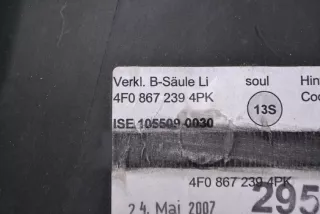 Verkl. B-Säule Li soul Hin
4F0 867 239 4PK 13S Coc
ISE 105509 0030
4F0 867 239 4PK
24. Mai 2007 295